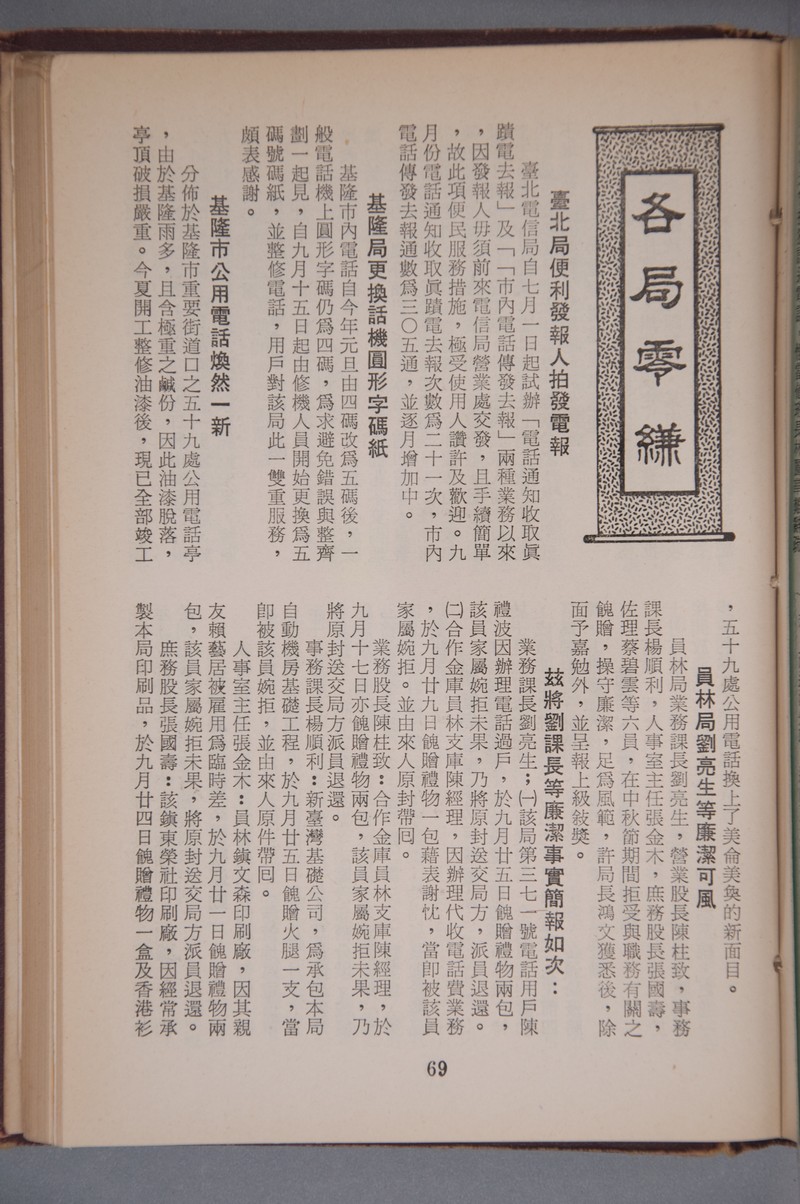 各局零縑
臺北局便利發報人拍發電報
臺北電信局自七月一日起試辦「電話通知收取眞
蹟電去報」及「「市內電話傳發去報」兩種業務以來
，因發報人毋須前來電信局營業處交發，且手續簡單
，故此項便民服務措施，極受使用人讚許及歡迎。九
月份電話通知收取眞蹟電去報次數爲二十一次，市內
電話傳發去報通數爲三〇五通，並逐月增加中。
基隆局更換話機圓形字碼紙
基隆市內電話自今年元旦由四碼改爲五碼後，一
般電話機上圓形字碼仍爲四碼，爲求避免錯誤與整齊
劃一起見，自九月十五日起由修機人員開始更換爲五
碼號碼紙，並整修電話，用戶對該局此一雙重服務，
頗表感謝。
基隆市公用電話煥然一新
分佈於基隆市重要街道口之五十九處公用電話亭
，由於基隆雨多，且含極重之鹹份，因此油漆脫落，
亭頂破損嚴重。今夏開工整修油漆後，現已全部竣工
，五十九處公用電話換上了美侖美奐的新面目。
員林局劉亮生等廉潔可風
員林局業務課長劉亮生，營業股長陳柱致，事務
課長楊順利，人事室主任張金木，庶務股長張國壽，
佐理蔡碧雲等六員，在中秋節期間拒受與職務有關之
餽贈，操守廉潔，足爲風範，許局長鴻文獲悉後，除
面予嘉勉外，並呈報上級敍獎。
玆將劉課長等廉潔事實簡報如次：
業務課長劉亮生；㈠該局第三七一號電話用戶陳
禮波因辦理電話過戶，於九月廿五日餽贈禮物兩包，
該員家屬婉拒未果，乃將原封送交局方，派員退還。
㈡合作金庫員林支庫陳經理，因辦理代收電話費業務
，於九月廿九日餽贈禮物一包藉表謝忱，當卽被該員
家屬婉拒。並由來人原封帶囘。
業務股長陳柱致：合作金庫員林支庫陳經理，於
九月十七日亦餽贈禮物兩包，該員家屬婉拒未果，乃
將原封送交局方派員退還。
事務課長楊順利：新臺灣基礎公司，爲承包本局
自動機房基礎工程，於九月廿五日餽贈火腿一支，當
卽被該員婉拒，並由來人原件帶囘。
人事室主任張金木：員林鎭文森印刷廠，因其親
友賴藝居被雇用爲臨時差，於九月廿一日餽贈禮物兩
包，該員家屬婉拒未果，將原封送交局方派員退還。
庶務股長張國壽：該鎭東榮社印刷廠，因經常承
製本局印刷品，於九月廿四日餽贈禮物一盒及香港衫
69